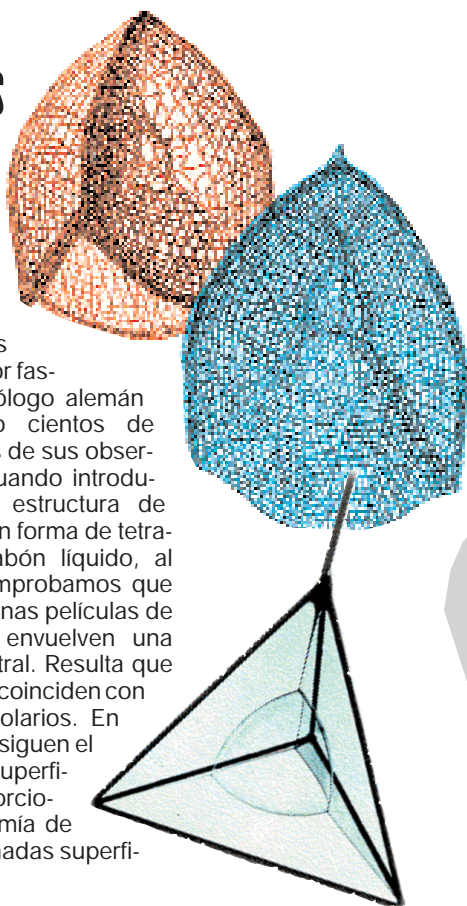 S
s
or fas-
ólogo alemán
o cientos de
s de sus obser-
uando introdu-
estructura de
n forma de tetra-
abón líquido, al
mprobamos que
nas películas de
envuelven una
tral. Resulta que
coinciden con
olarios. En
siguen el
uperfi-
orcio-
mía de
nadas superfi-